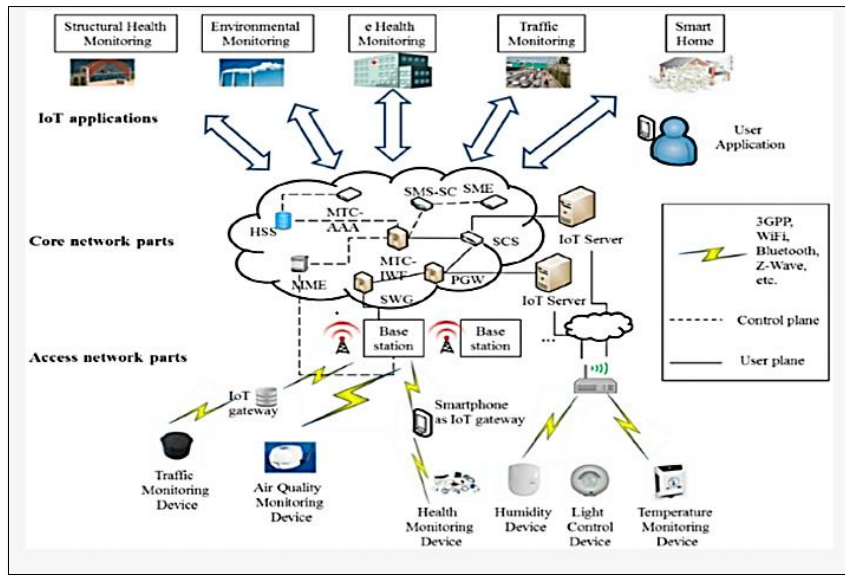 Structural Health
Monitoring
Environmental
Monitoring
e Health
Monitoring
Traffic
Monitoring
Smart
Home
IoT applications
User
Application
SMS-SC
SME
MTC-
AAA
HSS
Core network parts
SCS
IoT Server
MTC-
IWF
MME
PGW
SWG
IoT Server
3GPP,
WiFi,
Bluetooth,
Z-Wave,
etc.
Control plane
User plane
Base
station
Base
station
...
Access network parts
IoT
gateway
Smartphone
as IoT gateway
Traffic
Monitoring
Device
Air Quality
Monitoring
Device
Health
Monitoring
Device
Humidity
Device
Light
Control
Device
Temperature
Monitoring
Device